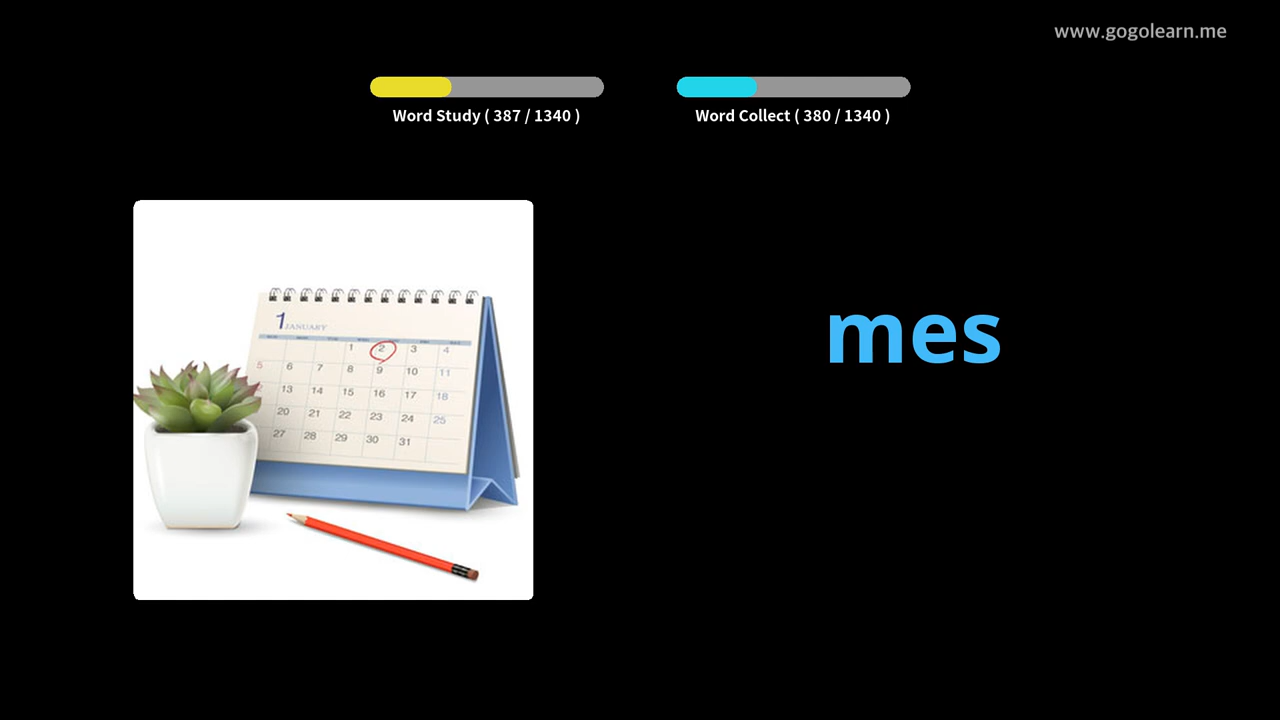 www.gogolearn.me
Word Study ( 387 / 1340 )
Word Collect ( 380 / 1340 )
mes
1 JANUARY
1 2 3 4
5 6 7 8 9 10 11
13 14 15 16 17 18
20 21 22 23 24 25
27 28 29 30 31